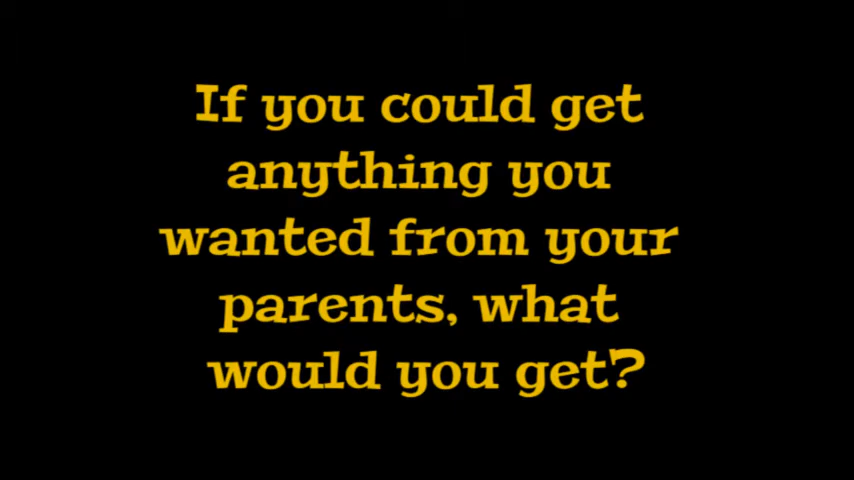 If you could get
anything you
wanted from your
parents, what
would you get?